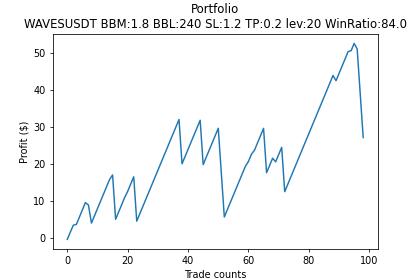 Portfolio
WAVESUSDT BBM:1.8 BBL:240 SL:1.2 TP:0.2 lev:20 WinRatio:84.0
Profit ($)
50
40
30
20
10
0
0 20 40 60 80 100
Trade counts